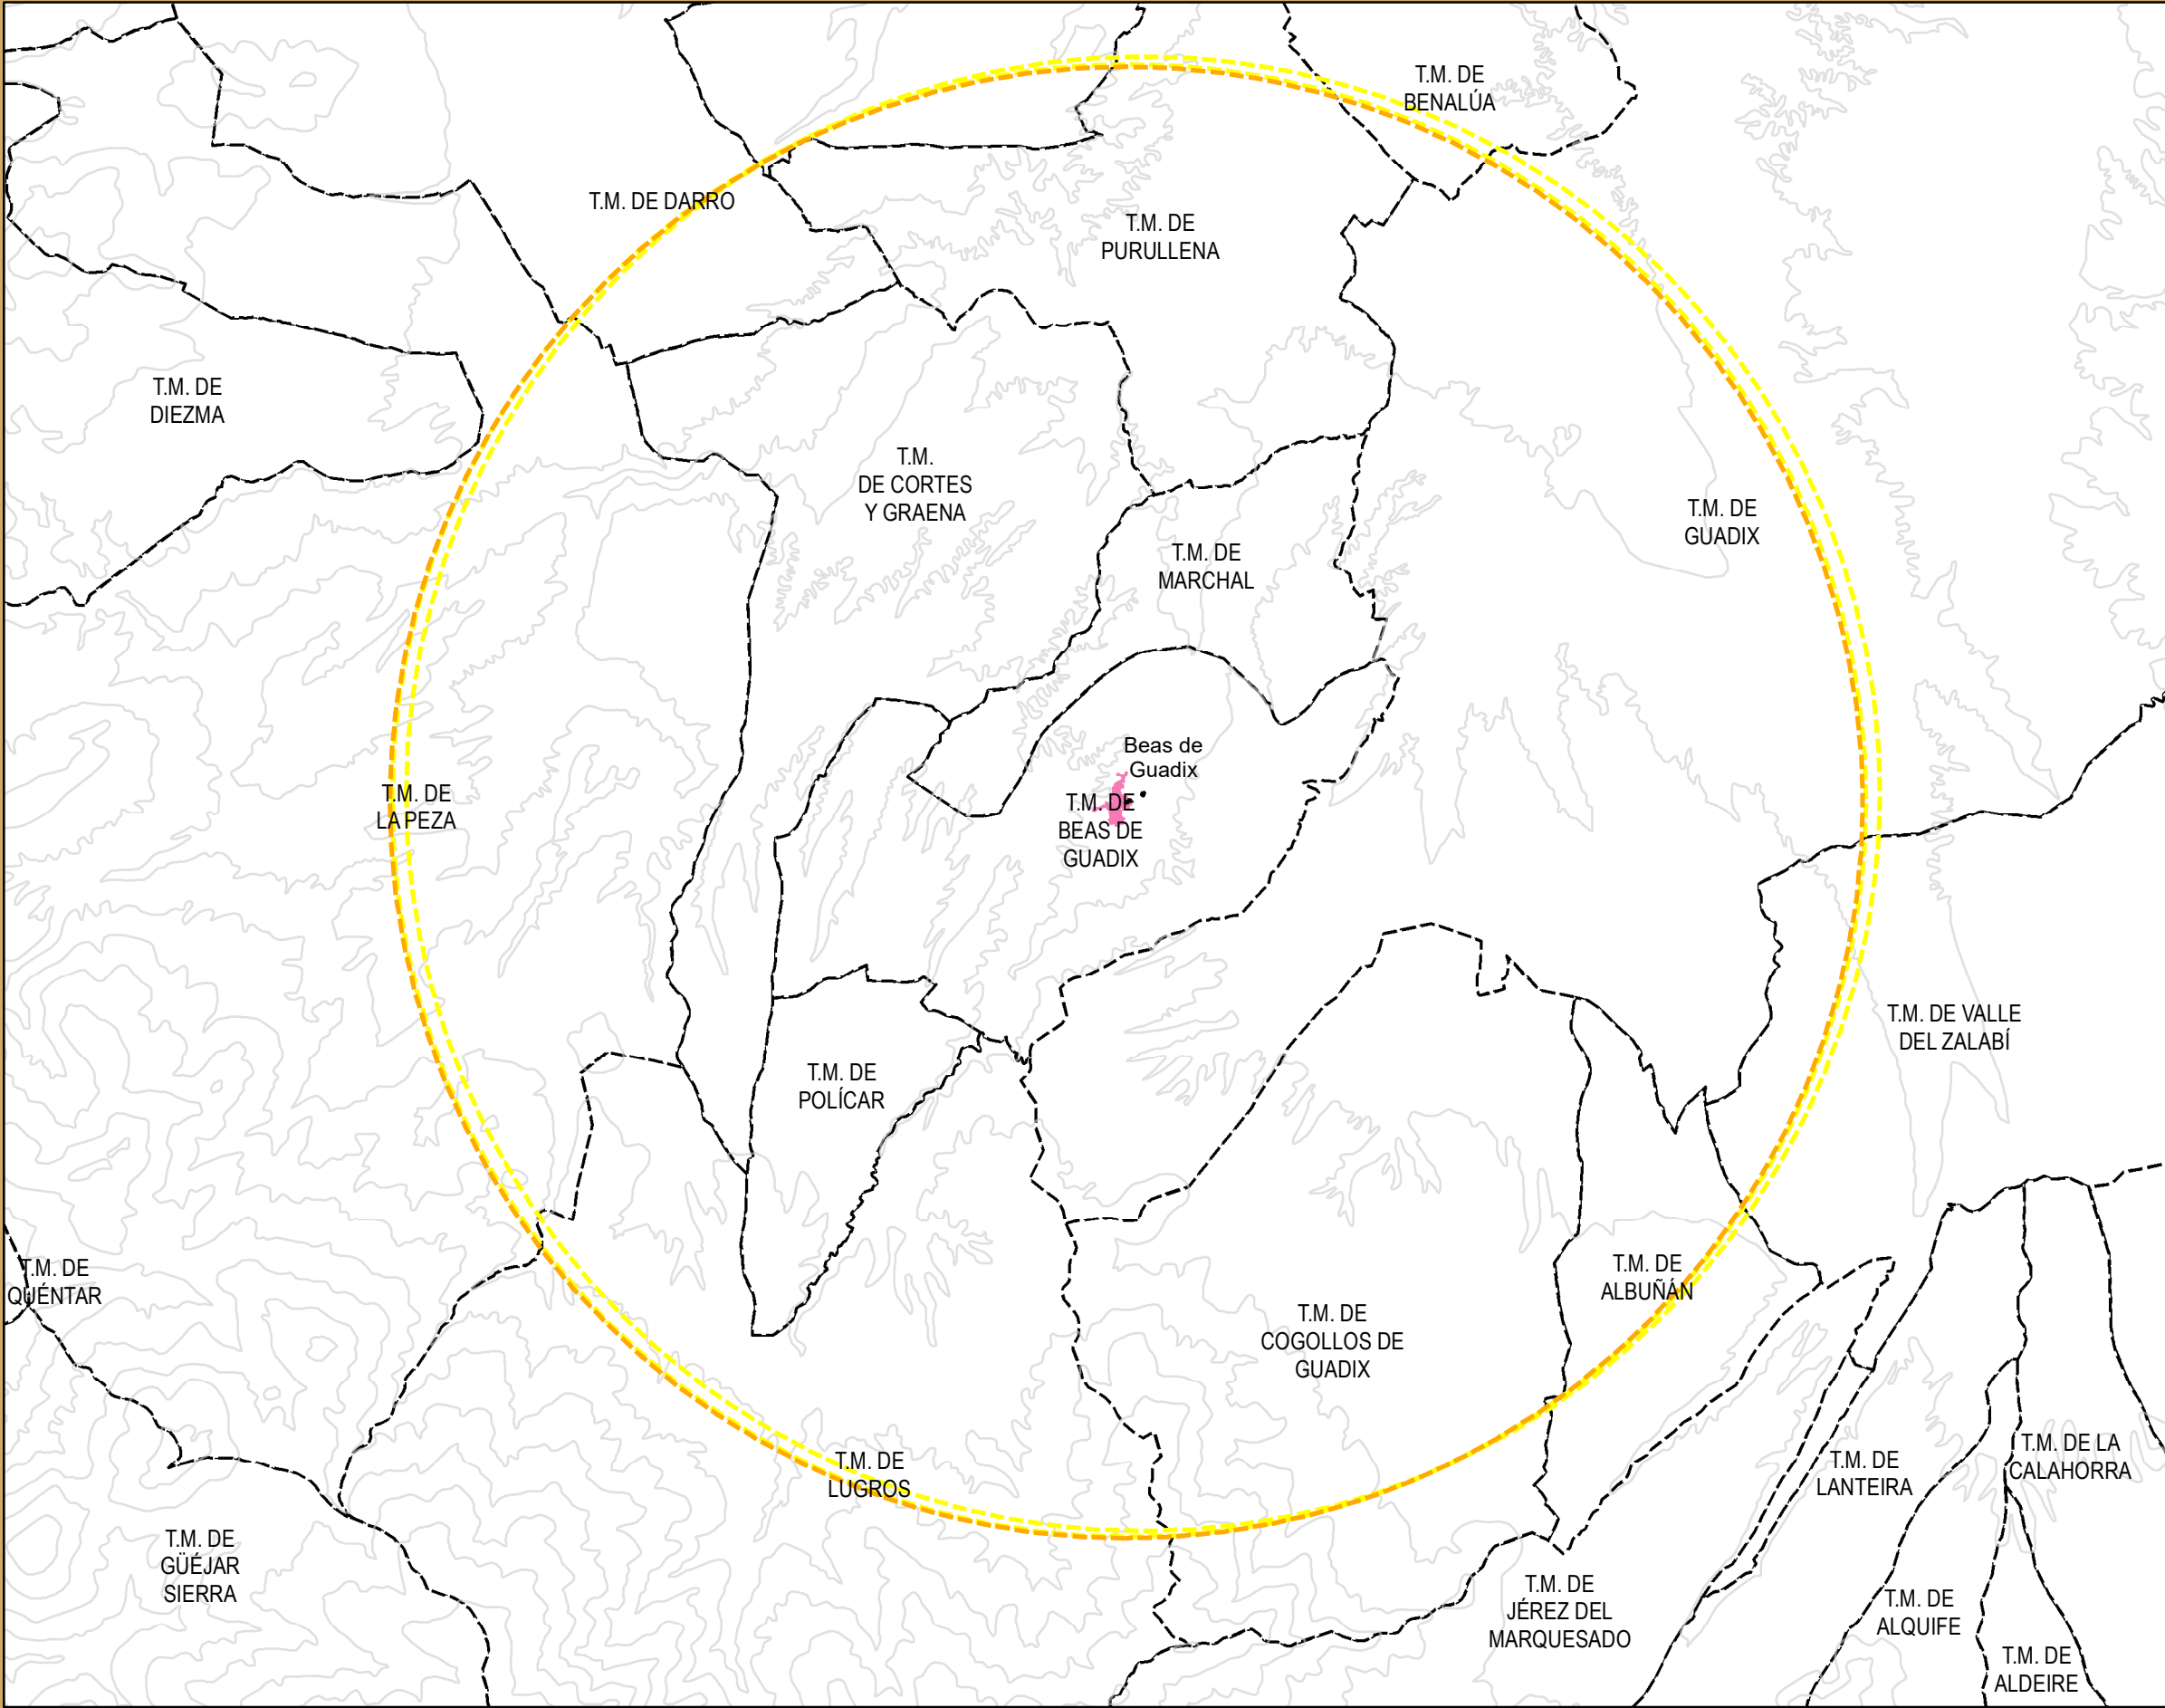 T.M. DE
BENALÚA
T.M. DE DARRO
T.M. DE
PURULLENA
T.M. DE
DIEZMA
T.M.
DE CORTES
Y GRAENA
T.M. DE
GUADIX
T.M. DE
MARCHAL
Beas de
Guadix
T.M. DE
LA PEZA
T.M. DE
BEAS DE
GUADIX
T.M. DE VALLE
DEL ZALABÍ
T.M. DE
POLÍCAR
T.M. DE
QUÉNTAR
T.M. DE
ALBUÑÁN
T.M. DE
COGOLLOS DE
GUADIX
T.M. DE
LUGROS
T.M. DE
LANTEIRA
T.M. DE LA
CALAHORRA
T.M. DE
GÜÉJAR
SIERRA
T.M. DE
JÉREZ DEL
MARQUESADO
T.M. DE
ALQUIFE
T.M. DE
ALDEIRE